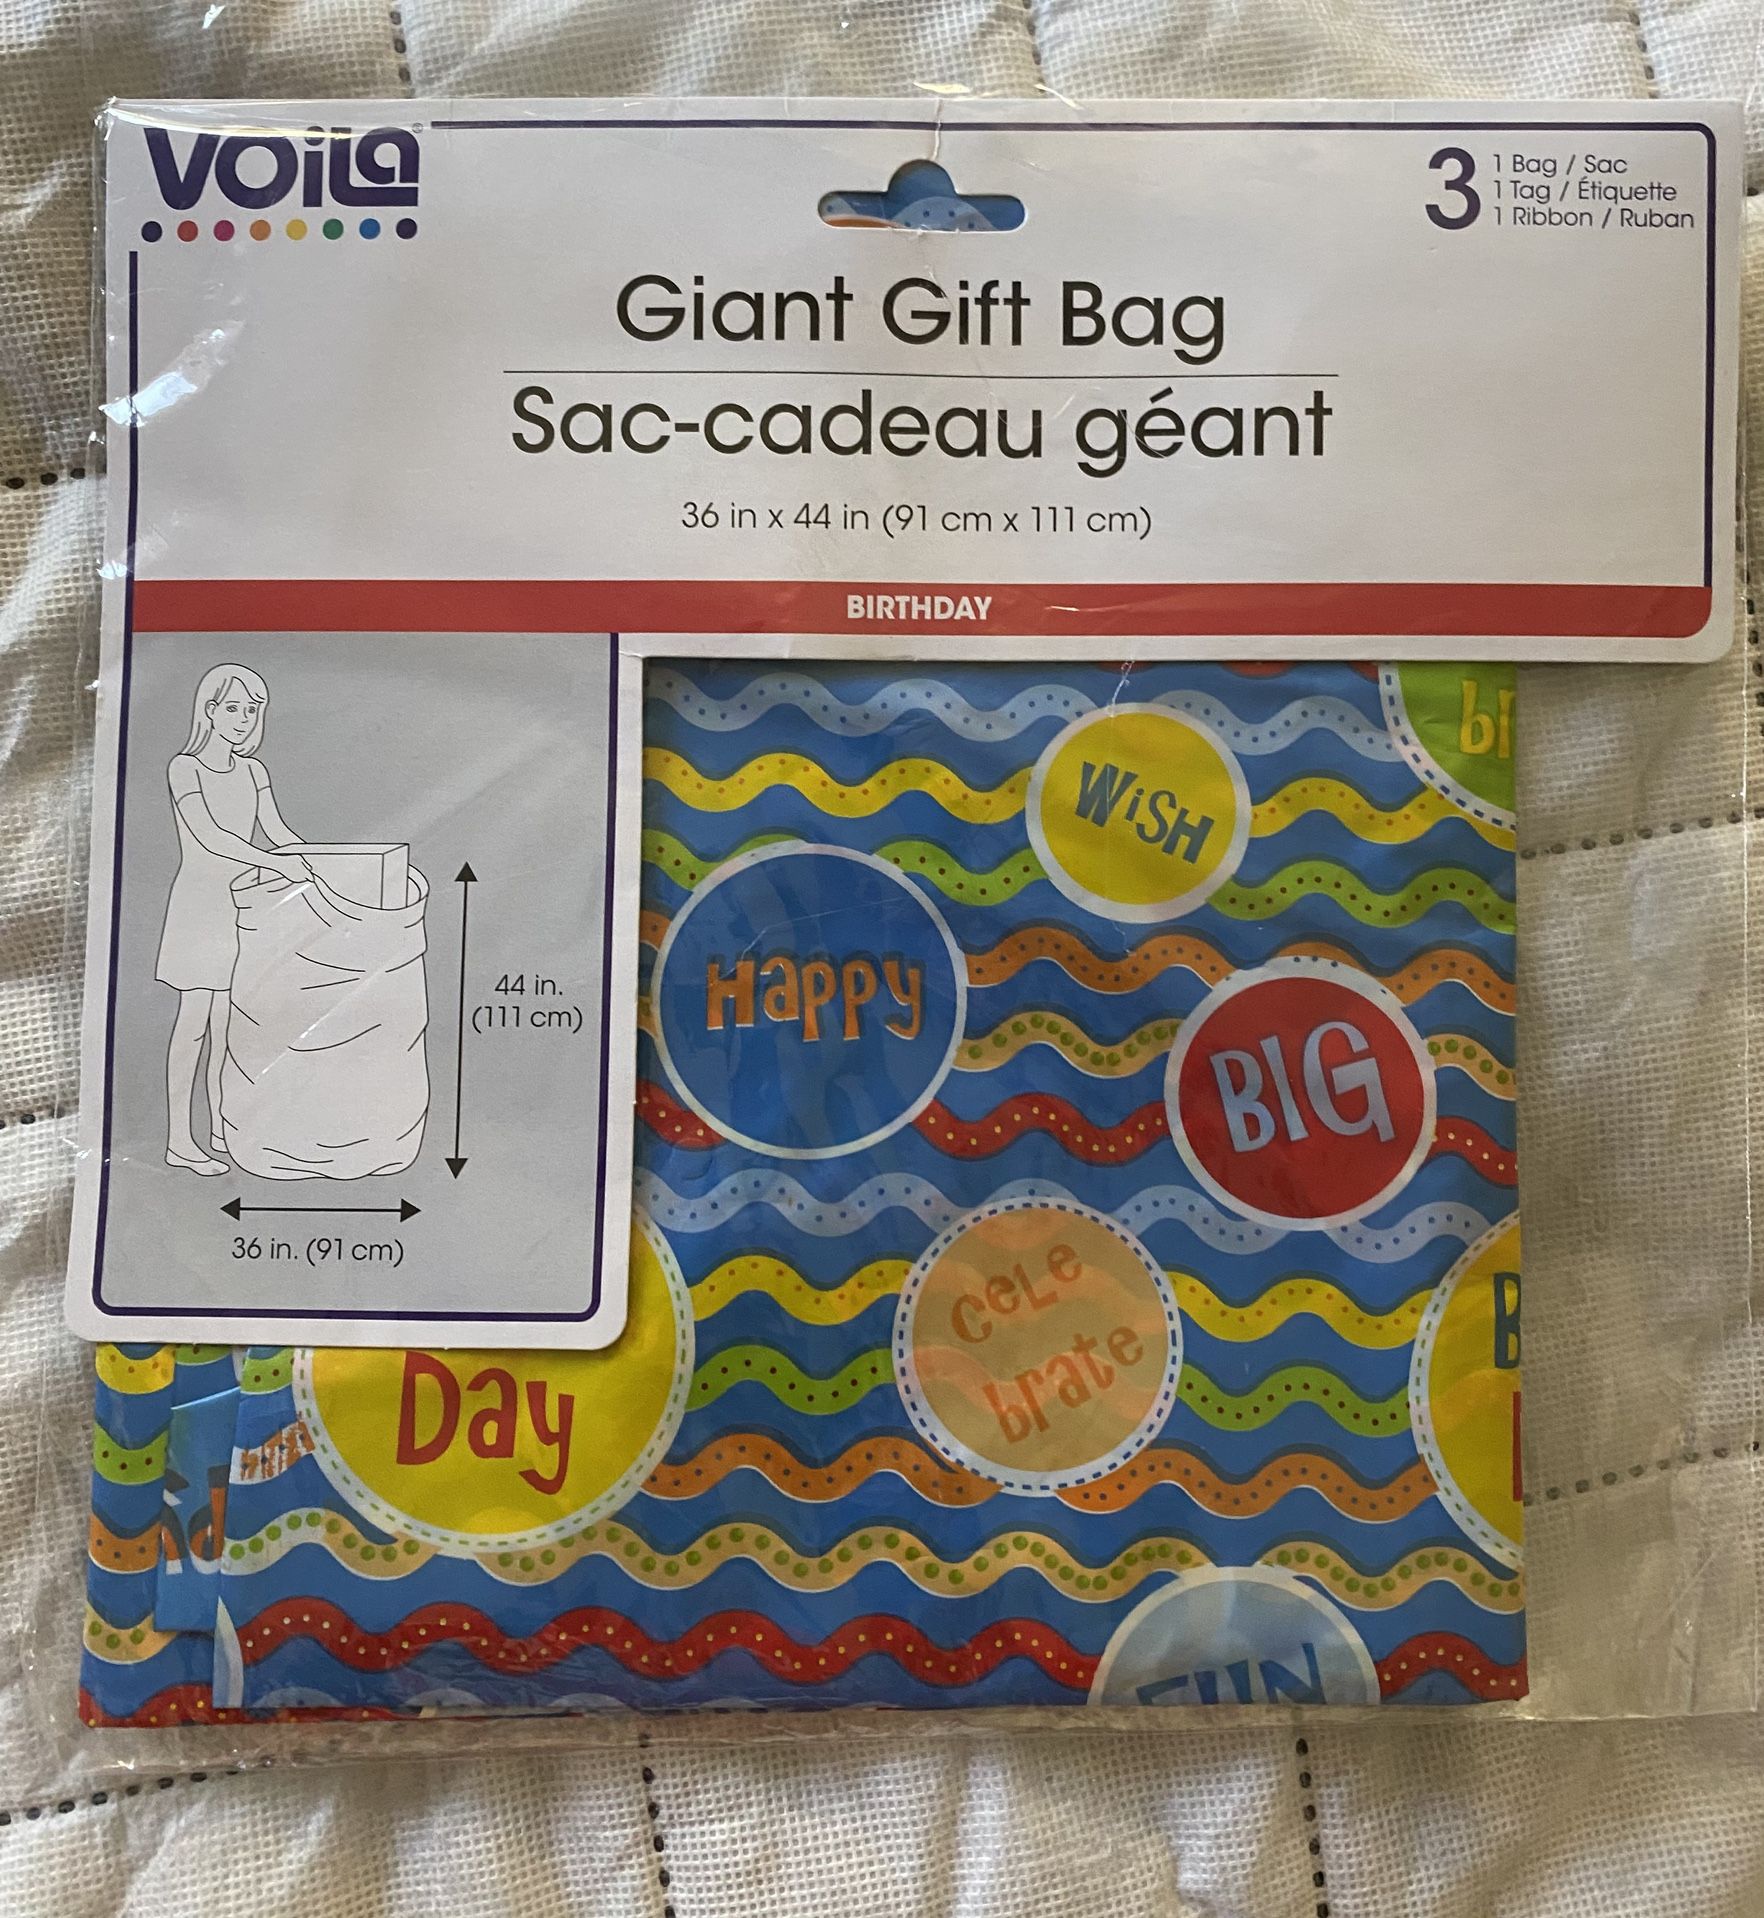 VOiLa®
3
1 Bag / Sac
1 Tag / Étiquette
1 Ribbon / Ruban
Giant Gift Bag
Sac-cadeau géant
36 in x 44 in (91 cm x 111 cm)
BIRTHDAY
44 in.
(111 cm)
36 in. (91 cm)
WiSH
Happy
BIG
CeLe
brate
Day
FUN